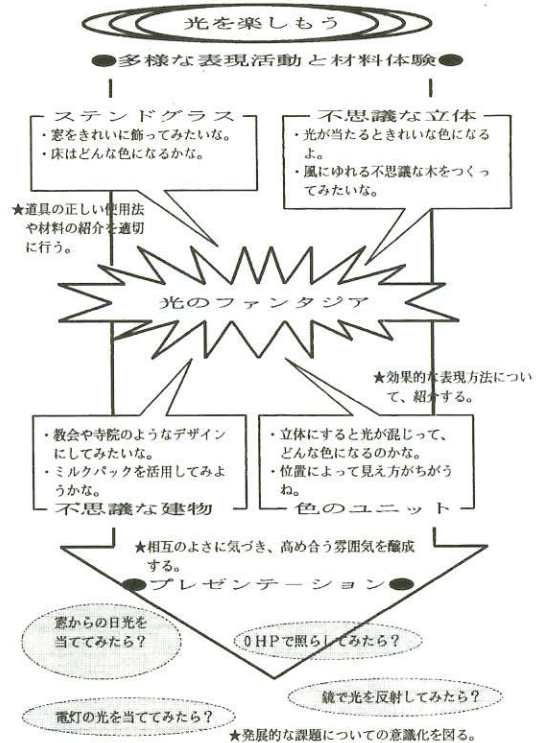 光を楽しもう
●多様な表現活動と材料体験●
ステンドグラス
・窓をきれいに飾ってみたいな。
・床はどんな色になるかな。
不思議な立体
・光が当たるときれいな色になる
よ。
・風にゆれる不思議な木をつくっ
てみたいな。
★道具の正しい使用法
や材料の紹介を適切
に行う。
光のファンタジア
★効果的な表現方法につい
て、紹介する。
・教会や寺院のようなデザイン
にしてみたいな。
・ミルクパックを活用してみよ
うかな。
不思議な建物
・立体にすると光が混じって、
どんな色になるのかな。
・位置によって見え方がちがう
ね。
色のユニット
★相互のよさに気づき、高め合う雰囲気を醸成
する。
●プレゼンテーション●
窓からの日光を
当ててみたら？
OHPで照らしてみたら？
鏡で光を反射してみたら？
電灯の光を当ててみたら？
★発展的な課題についての意識化を図る。